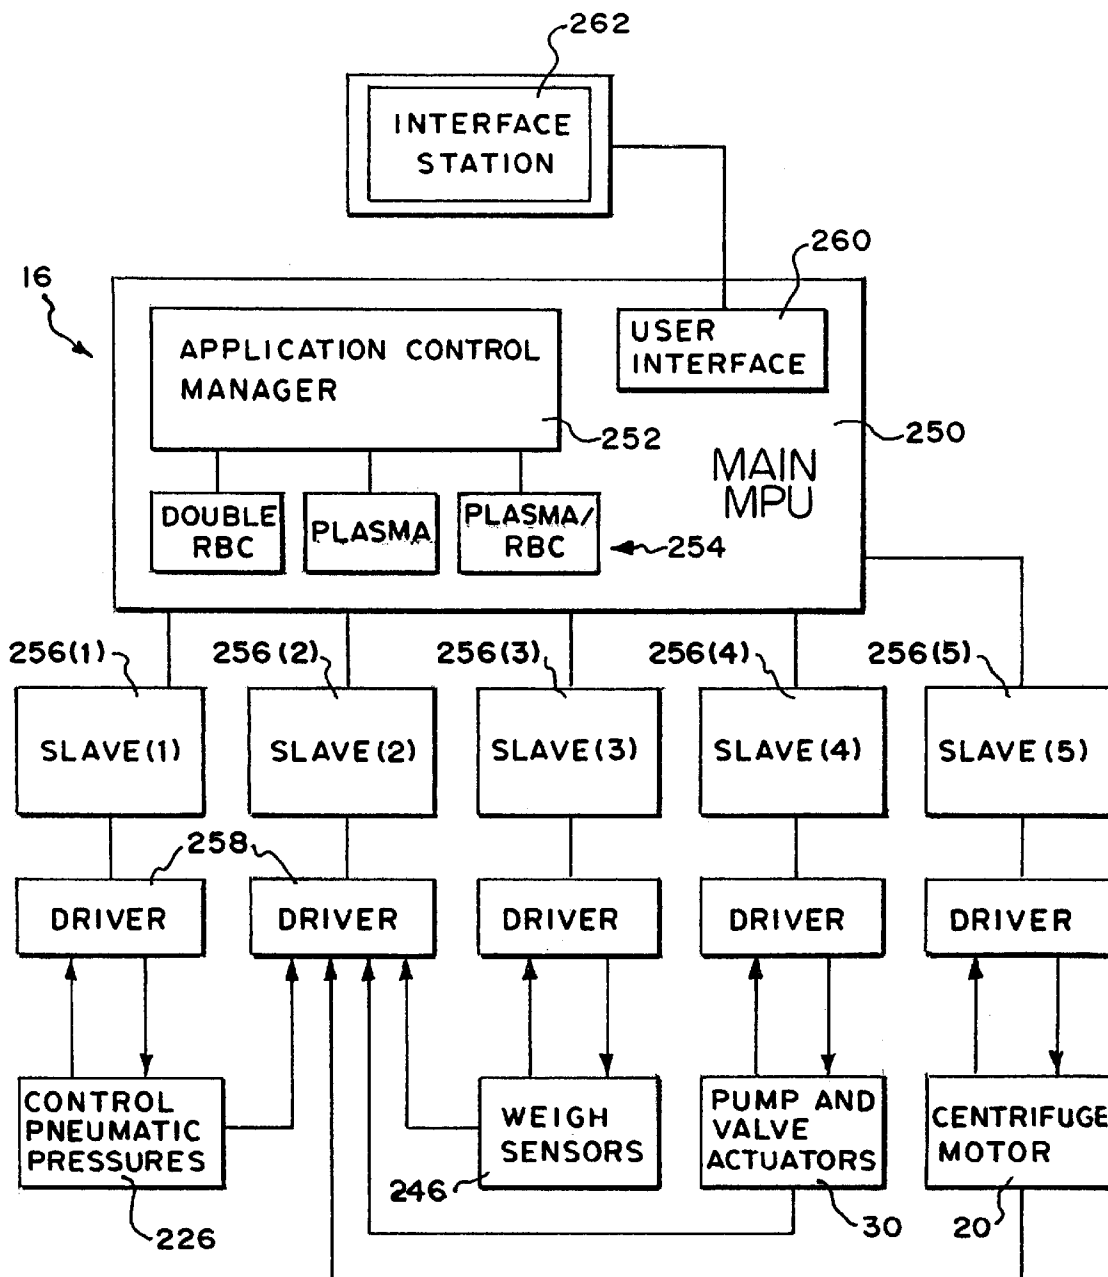 262
INTERFACE
STATION
260
16
APPLICATION CONTROL
MANAGER
USER
INTERFACE
252
250
MAIN
MPU
DOUBLE
RBC
PLASMA
PLASMA/
RBC
254
256(1)
256(2)
256(3)
256(4)
256(5)
SLAVE(1)
SLAVE(2)
SLAVE(3)
SLAVE(4)
SLAVE(5)
258
DRIVER
DRIVER
DRIVER
DRIVER
DRIVER
CONTROL
PNEUMATIC
PRESSURES
WEIGH
SENSORS
PUMP AND
VALVE
ACTUATORS
CENTRIFUGE
MOTOR
226
246
30
20